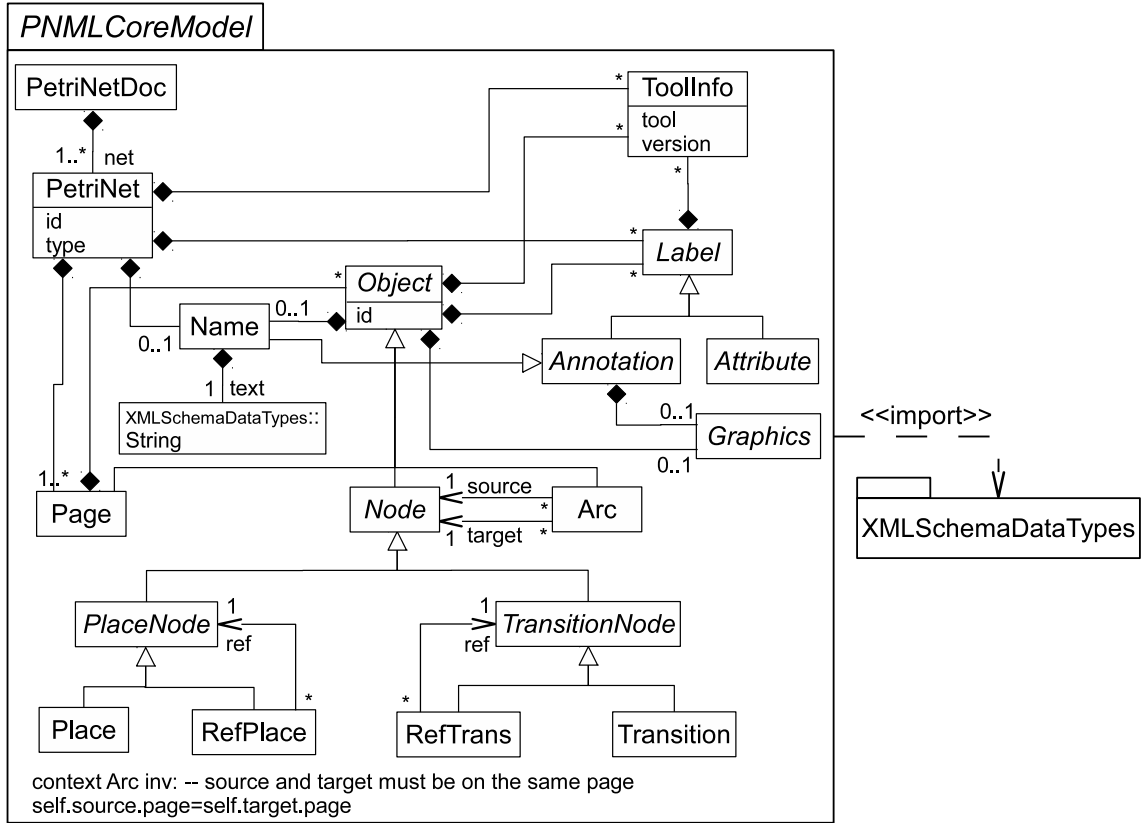 PNMLCoreModel
PetriNetDoc
1..* net
PetriNet
id
type
*
ToolInfo
tool
version
*
*
*
Label
*
*
Object
id
0..1
Name
0..1
1 text
XMLSchemaDataTypes::
String
Annotation
Attribute
0..1
Graphics
0..1
<<import>>
XMLSchemaDataTypes
1..*
Page
Node
1 source
*
1 target
*
Arc
PlaceNode
1
ref
*
TransitionNode
1
ref
*
Place
RefPlace
RefTrans
Transition
context Arc inv: -- source and target must be on the same page
self.source.page=self.target.page